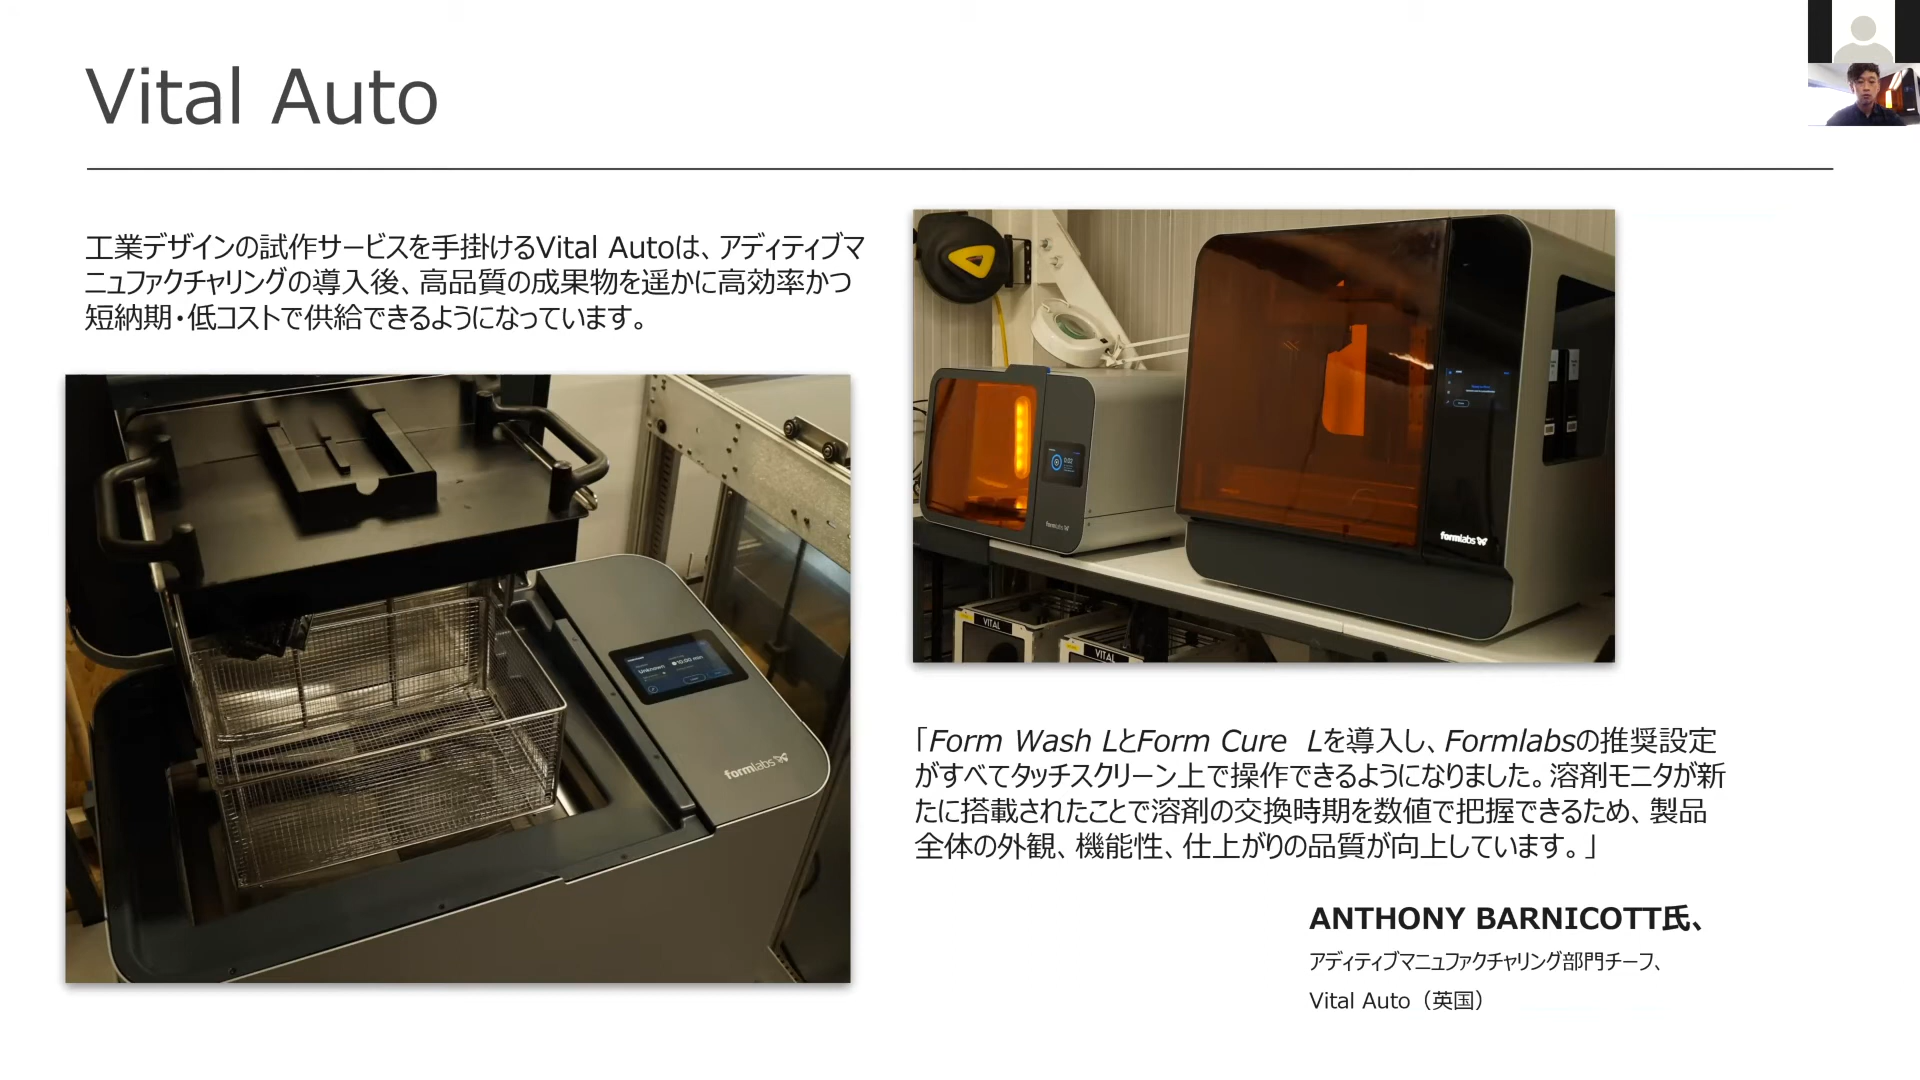 Vital Auto
工業デザインの試作サービスを手掛けるVital Autoは、アディティブマ
ニュファクチャリングの導入後、高品質の成果物を遥かに高効率かつ
短納期・低コストで供給できるようになっています。
formlabs
formlabs
VITAL
VITAL
Unknown
10:00 min
formlabs
「Form Wash LとForm Cure Lを導入し、Formlabsの推奨設定
がすべてタッチスクリーン上で操作できるようになりました。溶剤モニタが新
たに搭載されたことで溶剤の交換時期を数値で把握できるため、製品
全体の外観、機能性、仕上がりの品質が向上しています。」
ANTHONY BARNICOTT氏、
アディティブマニュファクチャリング部門チーフ、
Vital Auto（英国）